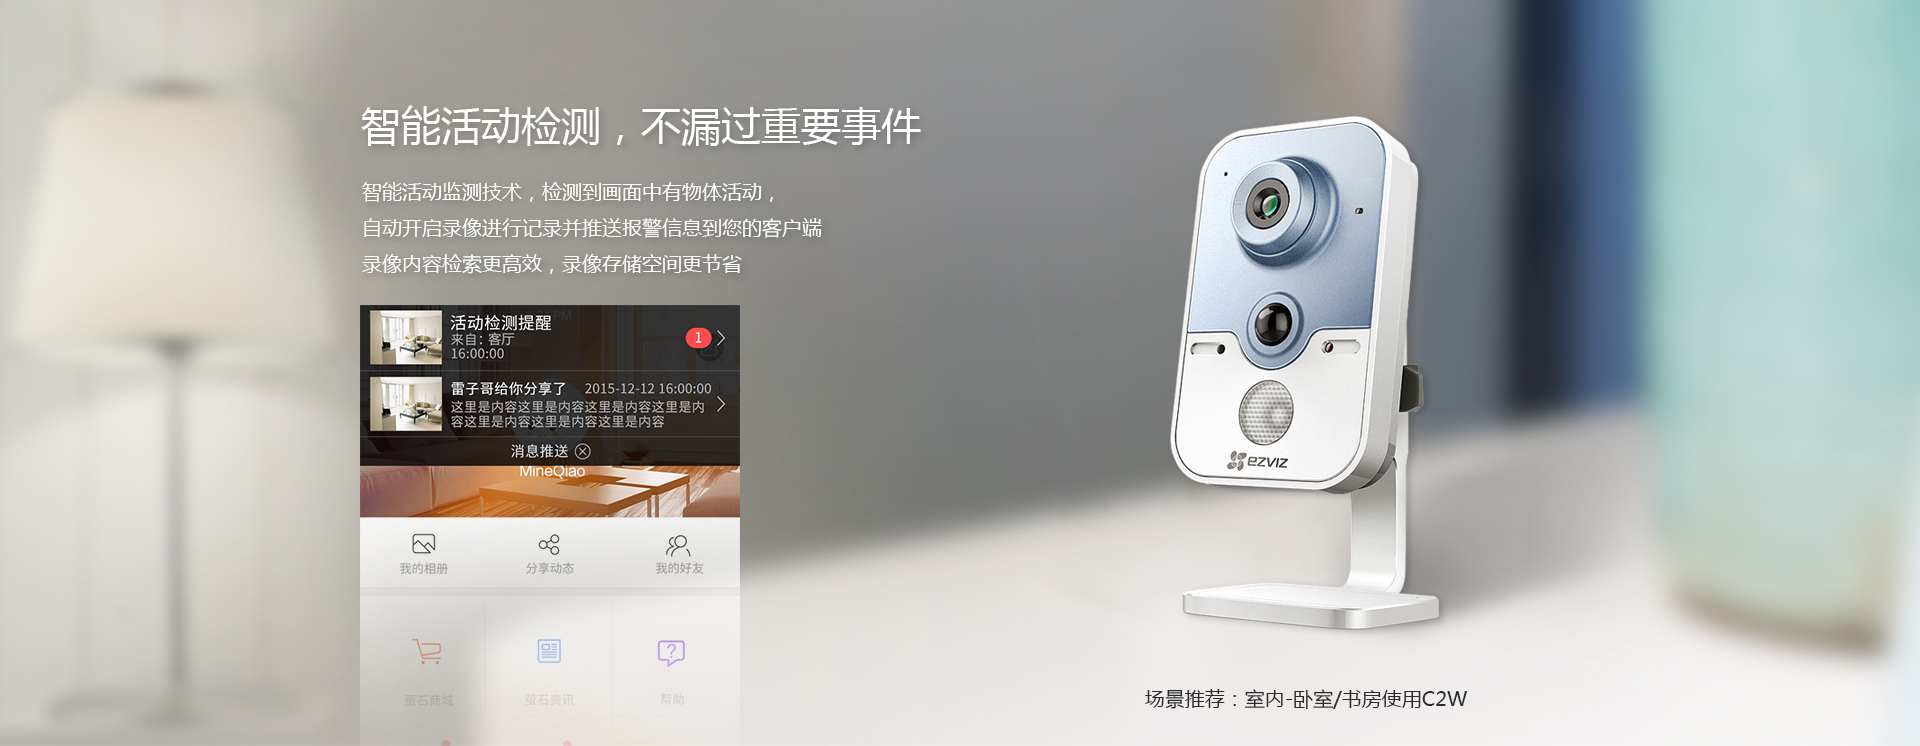 智能活动检测，不漏过重要事件
智能活动监测技术，检测到画面中有物体活动，
自动开启录像进行记录并推送报警信息到您的客户端
录像内容检索更高效，录像存储空间更节省
活动检测提醒
PM
来自：客厅
1
16:00:00
雷子哥给你分享了 2015-12-12 16:00:00
这里是内容这里是内容这里是内容这里是内
容这里是内容这里是内容这里是内容
消息推送
MineQiao
我的相册 分享动态 我的好友
萤石商城 萤石资讯 帮助
ezviz
场景推荐：室内-卧室/书房使用C2W